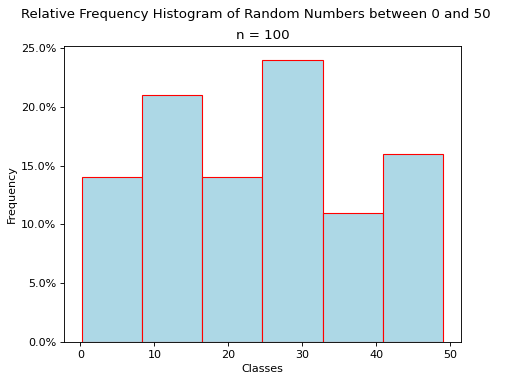 Relative Frequency Histogram of Random Numbers between 0 and 50
n = 100
25.0%
20.0%
15.0%
10.0%
5.0%
0.0%
Frequency
0 10 20 30 40 50
Classes